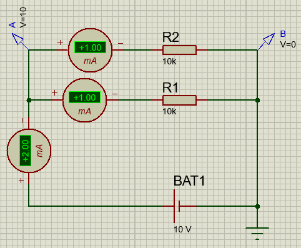 A
V=10
+
+1.00
mA
−
R2
10k
B
V=0
+
+1.00
mA
−
R1
10k
−
+2.00
mA
+
BAT1
10 V